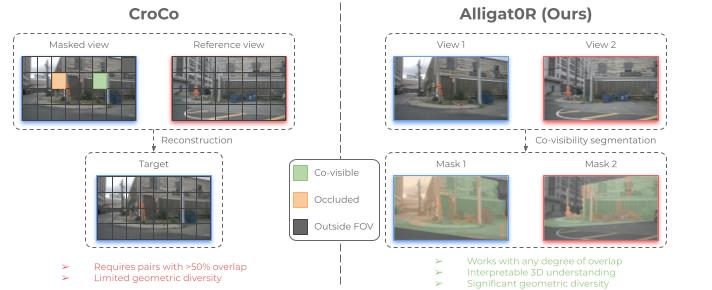 CroCo
Masked view
Reference view
Reconstruction
Target
➢ Requires pairs with >50% overlap
➢ Limited geometric diversity
Co-visible
Occluded
Outside FOV
Alligat0R (Ours)
View 1
View 2
Co-visibility segmentation
Mask 1
Mask 2
➢ Works with any degree of overlap
➢ Interpretable 3D understanding
➢ Significant geometric diversity